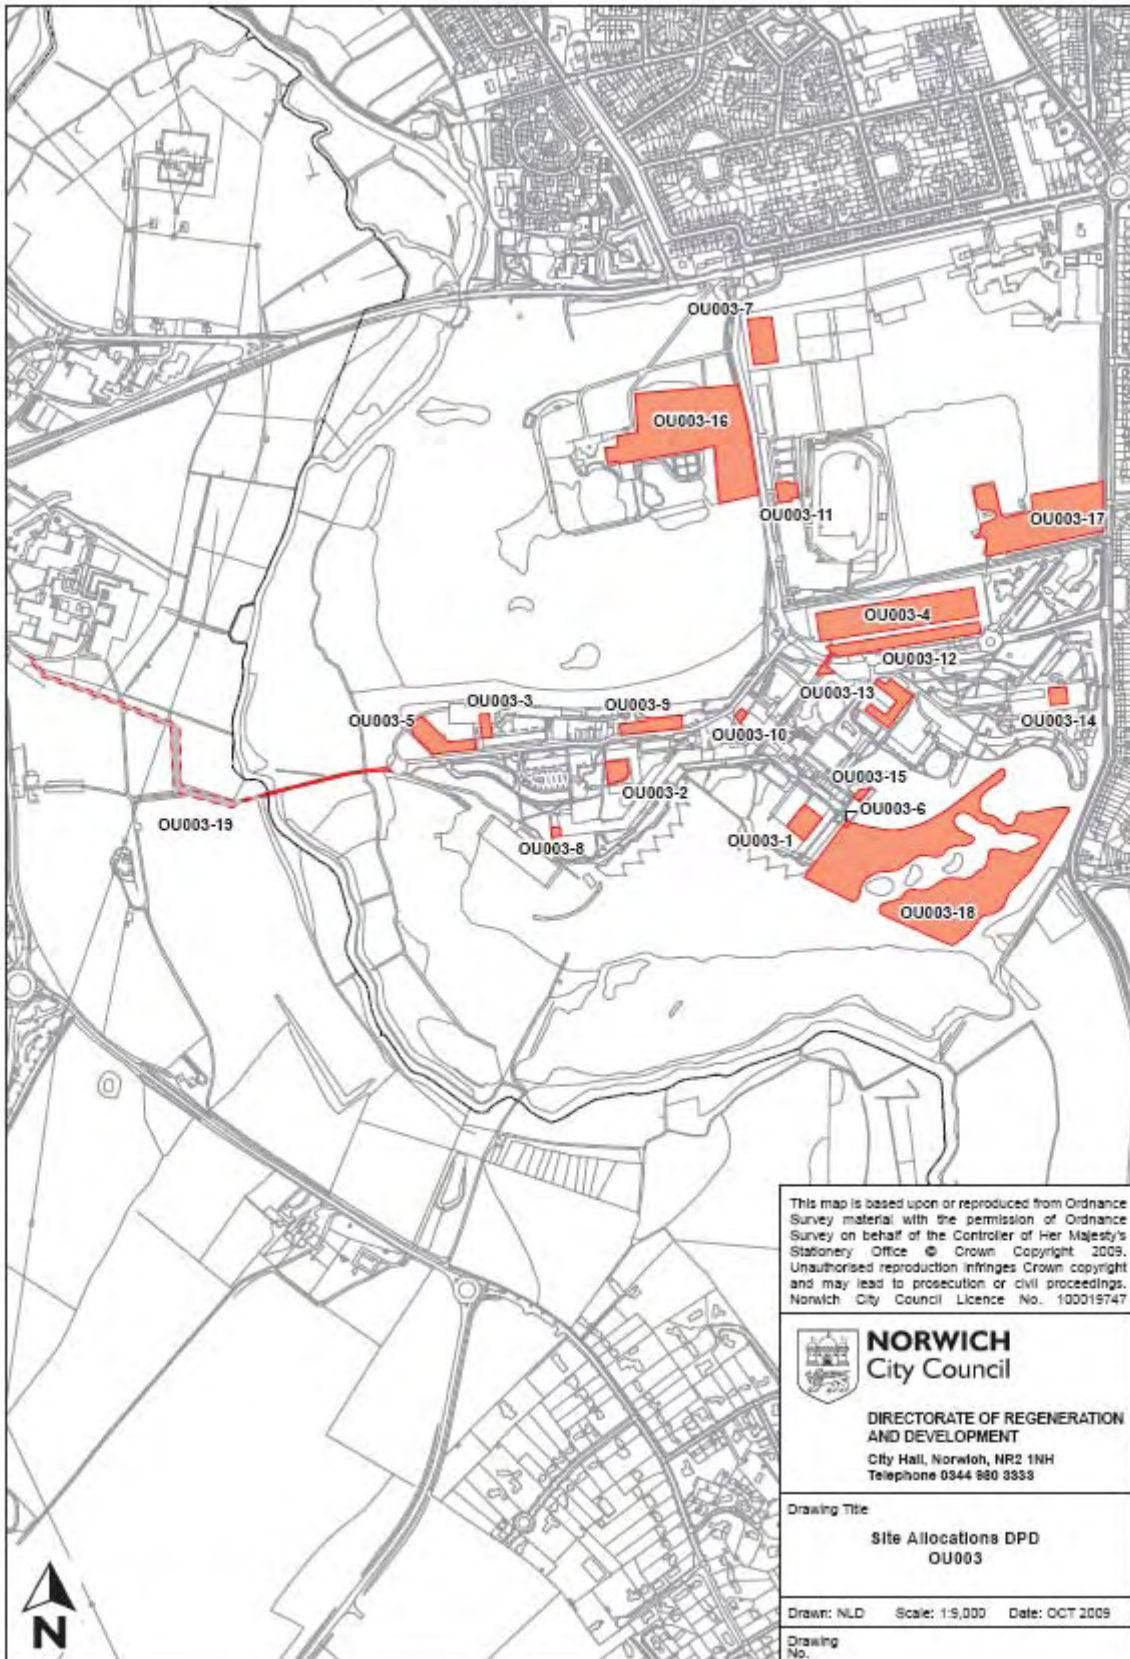 OU003-7
OU003-16
OU003-11
OU003-17
OU003-4
OU003-12
OU003-13
OU003-3
OU003-9
OU003-5
OU003-10
OU003-14
OU003-15
OU003-2
OU003-6
OU003-19
OU003-8
OU003-1
OU003-18
This map is based upon or reproduced from Ordnance
Survey material with the permission of Ordnance
Survey on behalf of the Controller of Her Majesty's
Stationery Office © Crown Copyright 2009.
Unauthorised reproduction infringes Crown copyright
and may lead to prosecution or civil proceedings.
Norwich City Council Licence No. 100019747
NORWICH
City Council
DIRECTORATE OF REGENERATION
AND DEVELOPMENT
City Hall, Norwich, NR2 1NH
Telephone 0344 980 3333
Drawing Title
Site Allocations DPD
OU003
Drawn: NLD Scale: 1:9,000 Date: OCT 2009
Drawing
No.
N